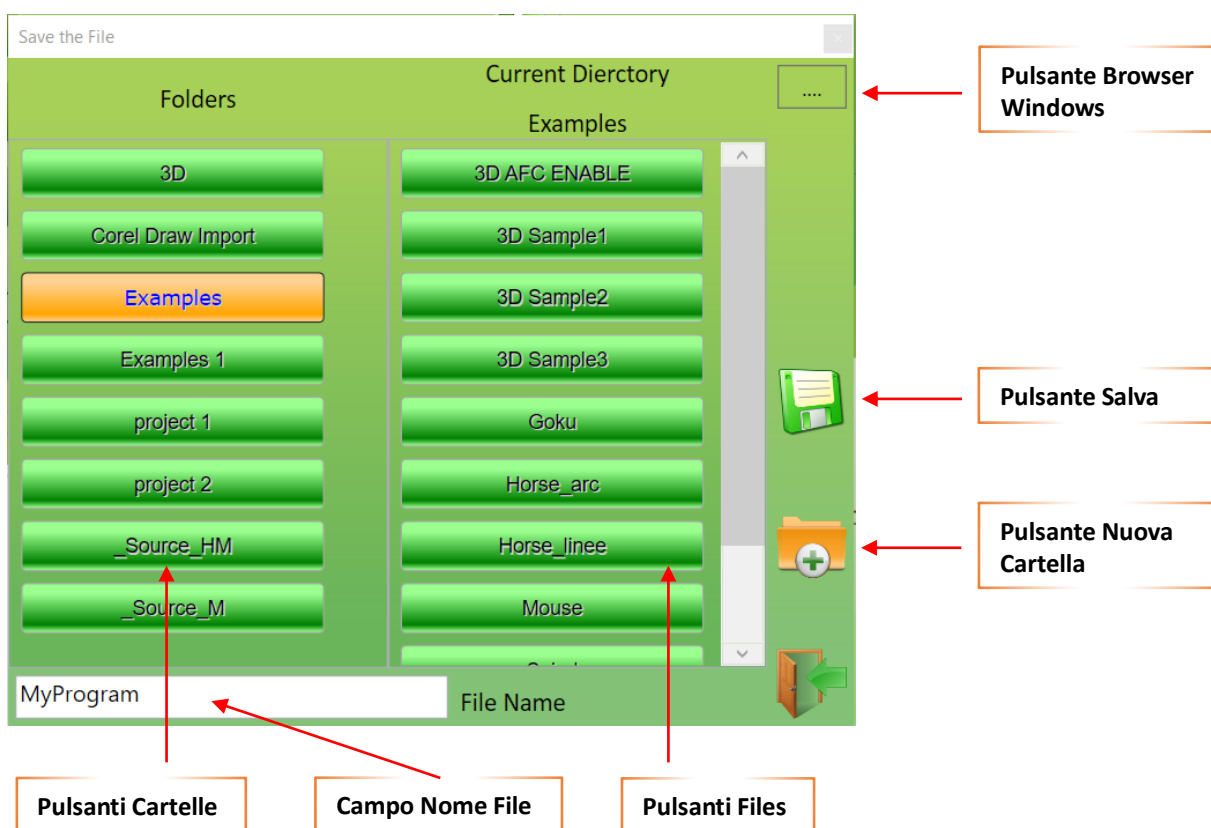 Save the File
Folders
Current Dierctory
Examples
....
Pulsante Browser
Windows
3D
Corel Draw Import
Examples
Examples 1
project 1
project 2
_Source_HM
_Source_M
3D AFC ENABLE
3D Sample1
3D Sample2
3D Sample3
Goku
Horse_arc
Horse_linee
Mouse
Pulsante Salva
Pulsante Nuova
Cartella
MyProgram
File Name
Pulsanti Cartelle
Campo Nome File
Pulsanti Files